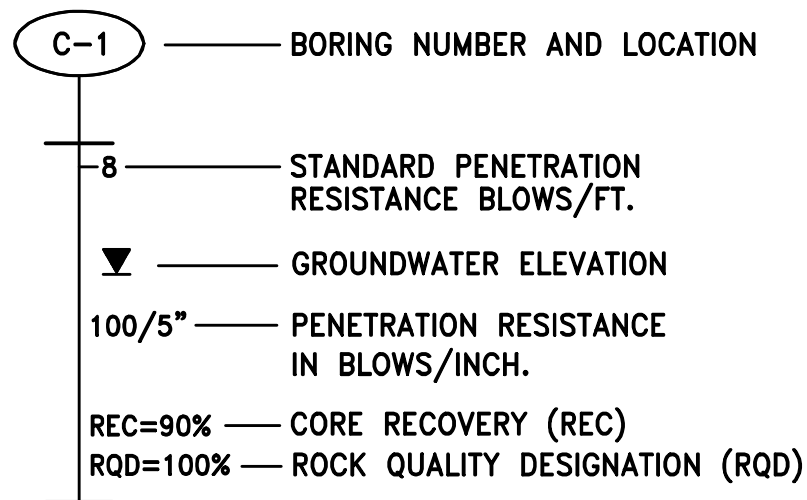 C-1 BORING NUMBER AND LOCATION
8 STANDARD PENETRATION
RESISTANCE BLOWS/FT.
GROUNDWATER ELEVATION
100/5" PENETRATION RESISTANCE
IN BLOWS/INCH.
REC=90% CORE RECOVERY (REC)
RQD=100% ROCK QUALITY DESIGNATION (RQD)